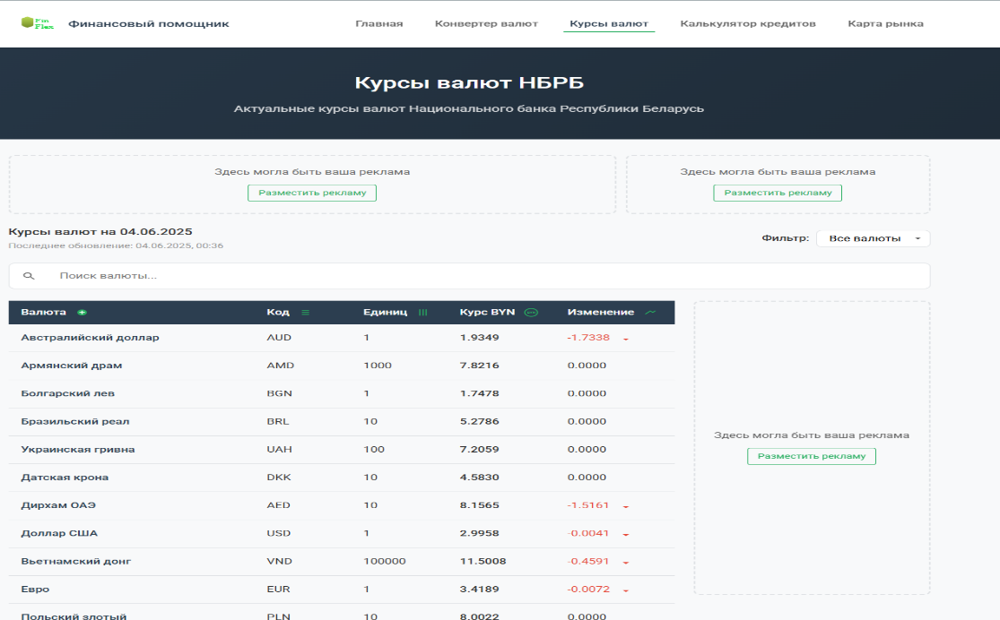 Fin
Flex
Финансовый помощник
Главная
Конвертер валют
Курсы валют
Калькулятор кредитов
Карта рынка
Курсы валют НБРБ
Актуальные курсы валют Национального банка Республики Беларусь
Здесь могла быть ваша реклама
Разместить рекламу
Здесь могла быть ваша реклама
Разместить рекламу
Курсы валют на 04.06.2025
Последнее обновление: 04.06.2025, 00:36
Фильтр: Все валюты
Поиск валюты...
Валюта Код Единиц Курс BYN Изменение
Австралийский доллар AUD 1 1.9349 -1.7338
Армянский драм AMD 1000 7.8216 0.0000
Болгарский лев BGN 1 1.7478 0.0000
Бразильский реал BRL 10 5.2786 0.0000
Украинская гривна UAH 100 7.2059 0.0000
Датская крона DKK 10 4.5830 0.0000
Дирхам ОАЭ AED 10 8.1565 -1.5161
Доллар США USD 1 2.9958 -0.0041
Вьетнамский донг VND 100000 11.5008 -0.4591
Евро EUR 1 3.4189 -0.0072
Польский злотый PLN 10 8.0022 0.0000
Здесь могла быть ваша реклама
Разместить рекламу